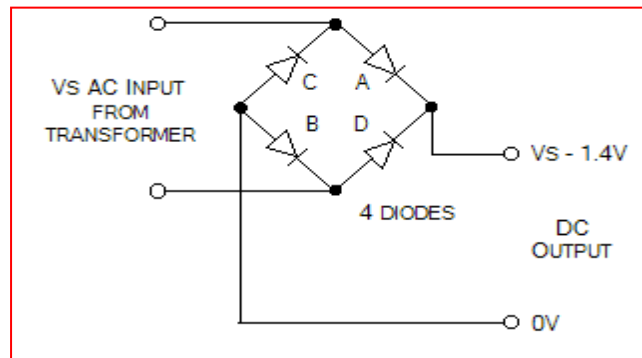 VS AC INPUT
FROM
TRANSFORMER
C A
B D
4 DIODES
VS - 1.4V
DC
OUTPUT
0V